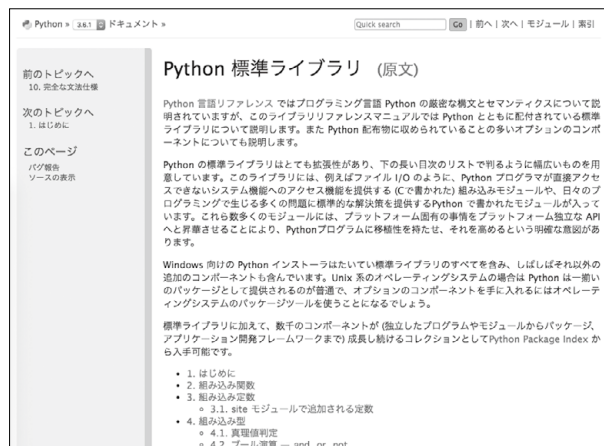 Python » 3.6.1 ドキュメント »
Quick search Go | 前へ | 次へ | モジュール | 索引
前のトピックへ
10. 完全な文法仕様
次のトピックへ
1. はじめに
このページ
バグ報告
ソースの表示
Python 標準ライブラリ (原文)
Python 言語リファレンス ではプログラミング言語 Python の厳密な構文とセマンティクスについて説
明されていますが、このライブラリリファレンスマニュアルでは Python とともに配付されている標準
ライブラリについて説明します。また Python 配布物に収められていることの多いオプションのコンポ
ーネントについても説明します。
Python の標準ライブラリはとても拡張性があり、下の長い目次のリストで判るように幅広いものを用
意しています。このライブラリには、例えばファイル I/O のように、Python プログラマが直接アクセス
できないシステム機能へのアクセス機能を提供する (Cで書かれた) 組み込みモジュールや、日々のプロ
グラミングで生じる多くの問題に標準的な解決策を提供するPython で書かれたモジュールが入って
います。これら数多くのモジュールには、プラットフォーム固有の事情をプラットフォーム独立な API
へと昇華させることにより、Pythonプログラムに移植性を持たせ、それを高めるという明確な意図があ
ります。
Windows 向けの Python インストーラはたいてい標準ライブラリのすべてを含み、しばしばそれ以外の
追加のコンポーネントも含んでいます。Unix 系のオペレーティングシステムの場合は Python は一揃い
のパッケージとして提供されるのが普通で、オプションのコンポーネントを手に入れるにはオペレーテ
ィングシステムのパッケージツールを使うことになるでしょう。
標準ライブラリに加えて、数千のコンポーネントが (独立したプログラムやモジュールからパッケージ、
アプリケーション開発フレームワークまで) 成長し続けるコレクションとしてPython Package Index か
ら入手可能です。
• 1. はじめに
• 2. 組み込み関数
• 3. 組み込み定数
◦ 3.1. site モジュールで追加される定数
• 4. 組み込み型
◦ 4.1. 真理値判定
◦ 4.2. ブール演算 — and, or, not